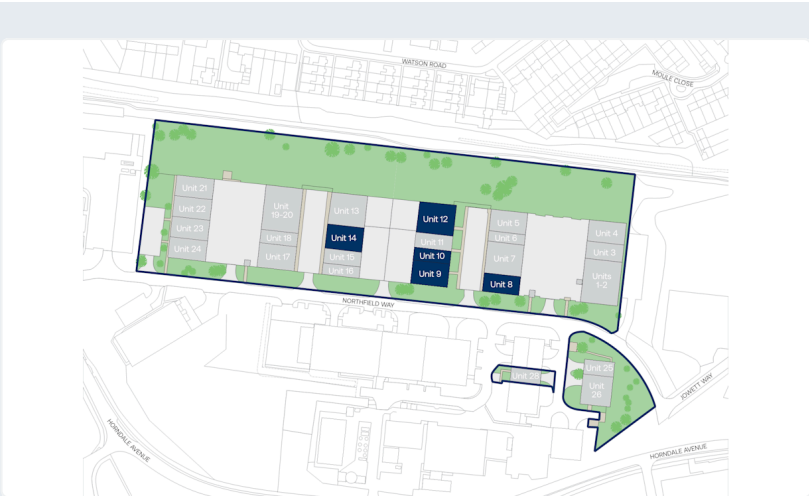 WATSON ROAD
MOULE CLOSE
Unit 21
Unit 22
Unit 23
Unit 24
Unit
19-20
Unit 18
Unit 17
Unit 13
Unit 14
Unit 15
Unit 16
Unit 12
Unit 11
Unit 10
Unit 9
Unit 5
Unit 6
Unit 7
Unit 8
Unit 4
Unit 3
Units
1-2
NORTHFIELD WAY
Unit
Unit 25
Unit
26
JOWETT WAY
HORNDALE AVENUE
HORNDALE AVENUE